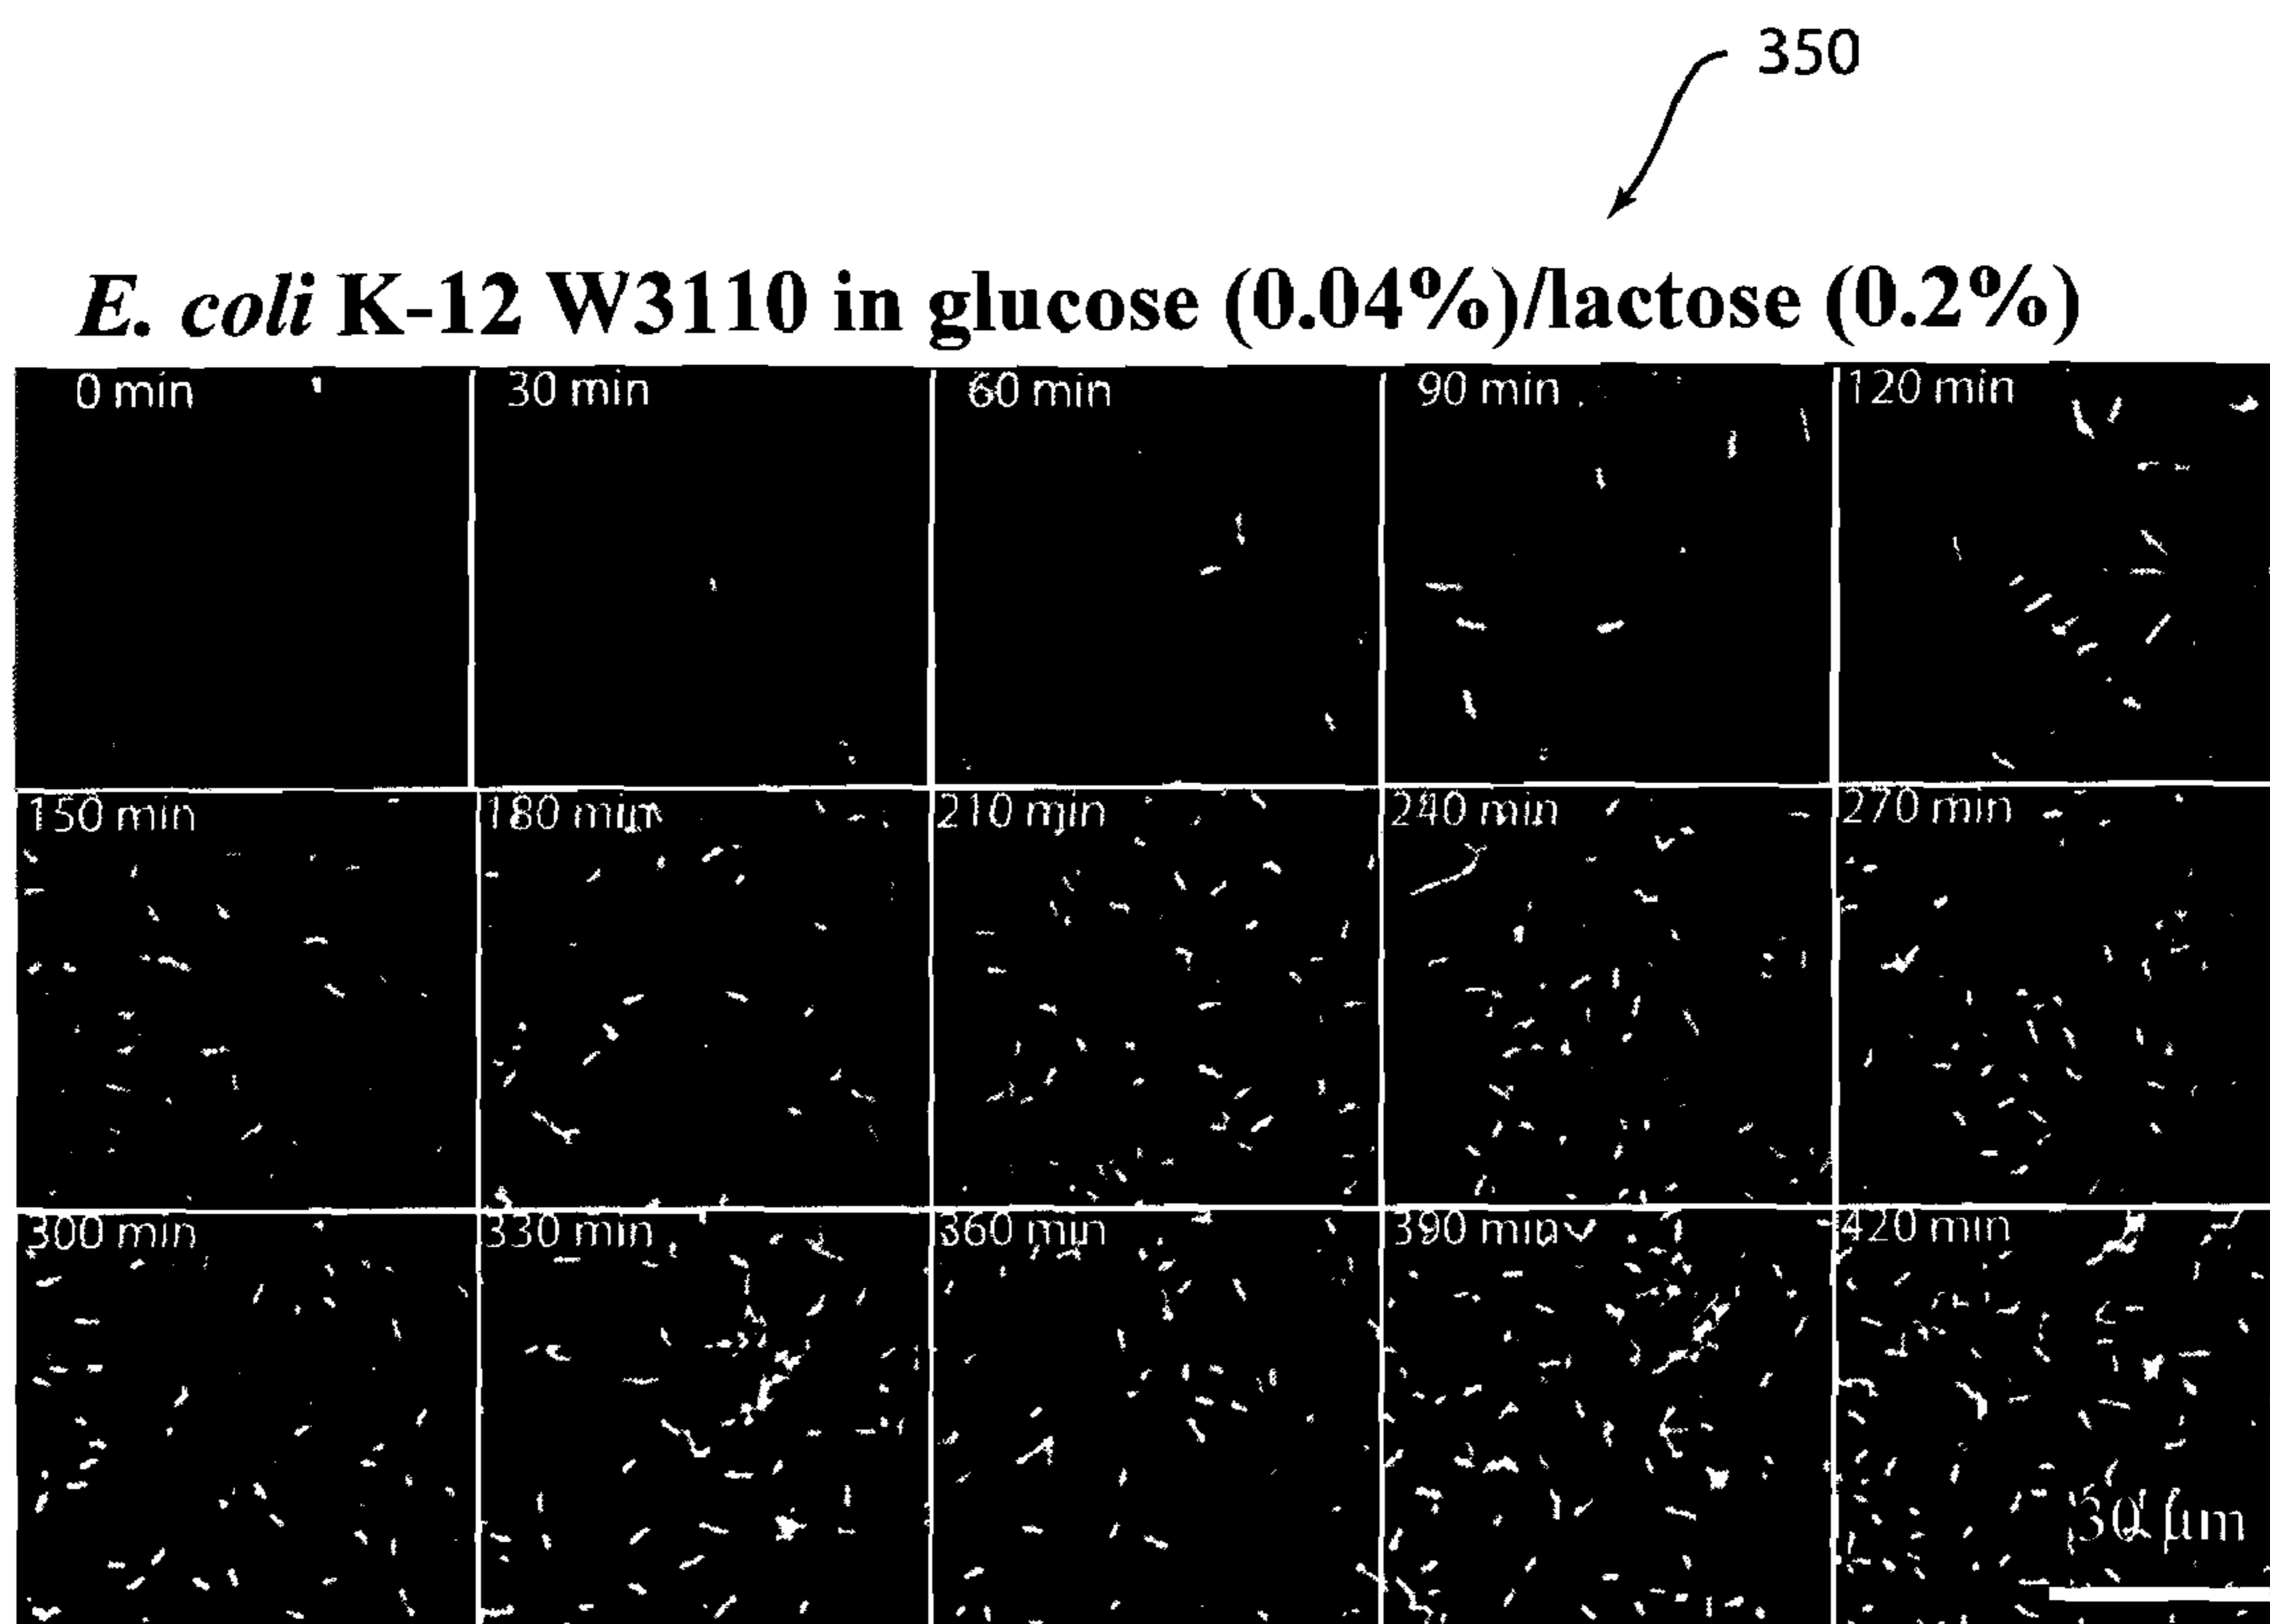 350
E. coli K-12 W3110 in glucose (0.04%)/lactose (0.2%)
0 min
30 min
60 min
90 min
120 min
150 min
180 min
210 min
240 min
270 min
300 min
330 min
360 min
390 min
420 min
50 µm